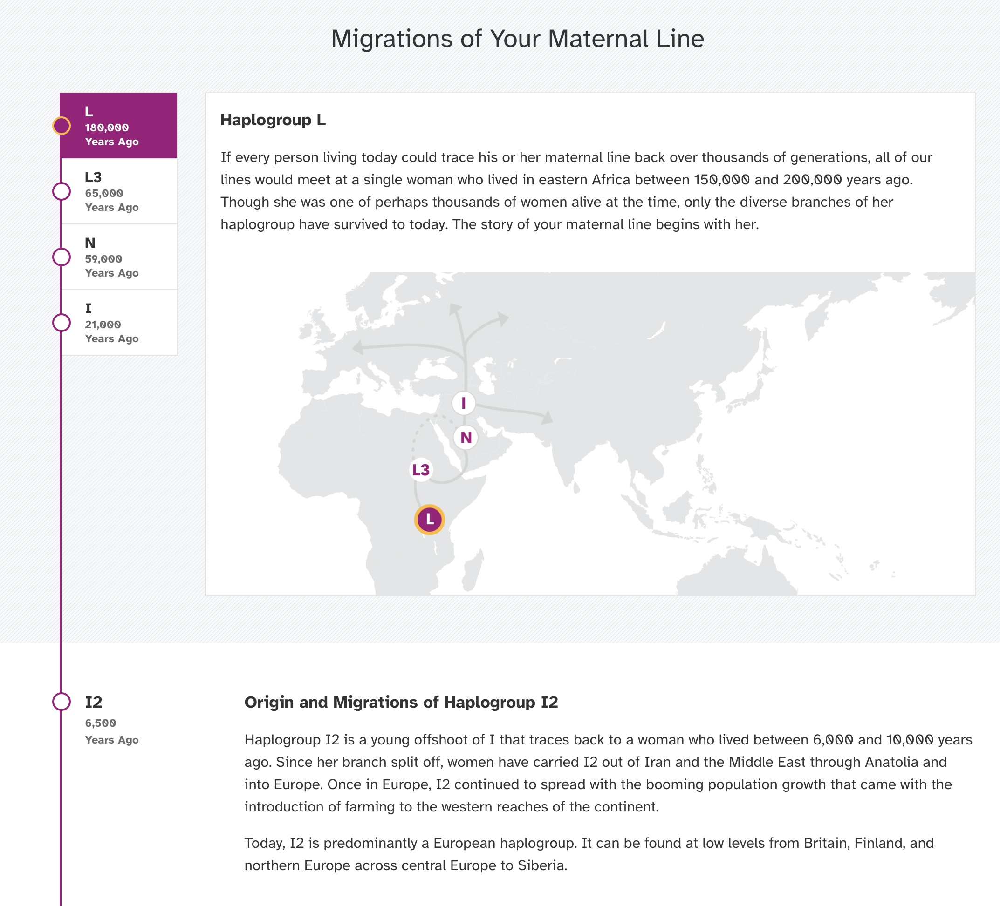 Migrations of Your Maternal Line
L
180,000
Years Ago
L3
65,000
Years Ago
N
59,000
Years Ago
I
21,000
Years Ago
Haplogroup L
If every person living today could trace his or her maternal line back over thousands of generations, all of our
lines would meet at a single woman who lived in eastern Africa between 150,000 and 200,000 years ago.
Though she was one of perhaps thousands of women alive at the time, only the diverse branches of her
haplogroup have survived to today. The story of your maternal line begins with her.
I
N
L3
L
I2
6,500
Years Ago
Origin and Migrations of Haplogroup I2
Haplogroup I2 is a young offshoot of I that traces back to a woman who lived between 6,000 and 10,000 years
ago. Since her branch split off, women have carried I2 out of Iran and the Middle East through Anatolia and
into Europe. Once in Europe, I2 continued to spread with the booming population growth that came with the
introduction of farming to the western reaches of the continent.
Today, I2 is predominantly a European haplogroup. It can be found at low levels from Britain, Finland, and
northern Europe across central Europe to Siberia.